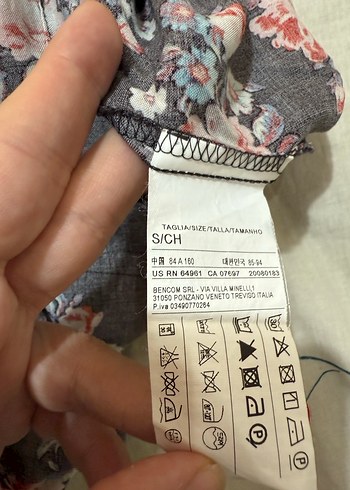 TAGLIA/SIZE/TALLA/TAMANHO
S/CH
中国 84 A 160 대한민국 85-94
US RN 64961 CA 07697 20080183
BENCOM SRL - VIA VILLA MINELLI,1
31050 PONZANO VENETO TREVISO ITALIA
P.iva 03490770264